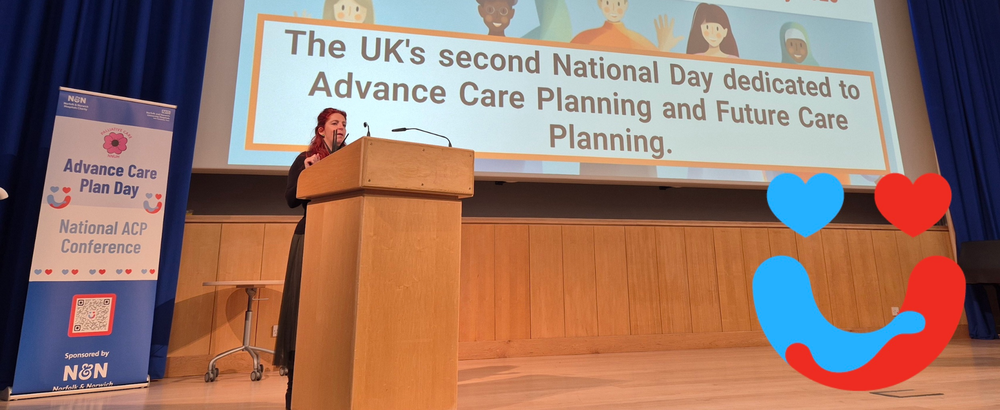 The UK's second National Day dedicated to
Advance Care Planning and Future Care
Planning.
N&N
Norfolk & Norwich
Hospitals Charity
NHS
Norfolk and Norwich
University Hospitals
PALLIATIVE CARE
NNUH
Advance Care
Plan Day
National ACP
Conference
Sponsored by
N&N
Norfolk & Norwich